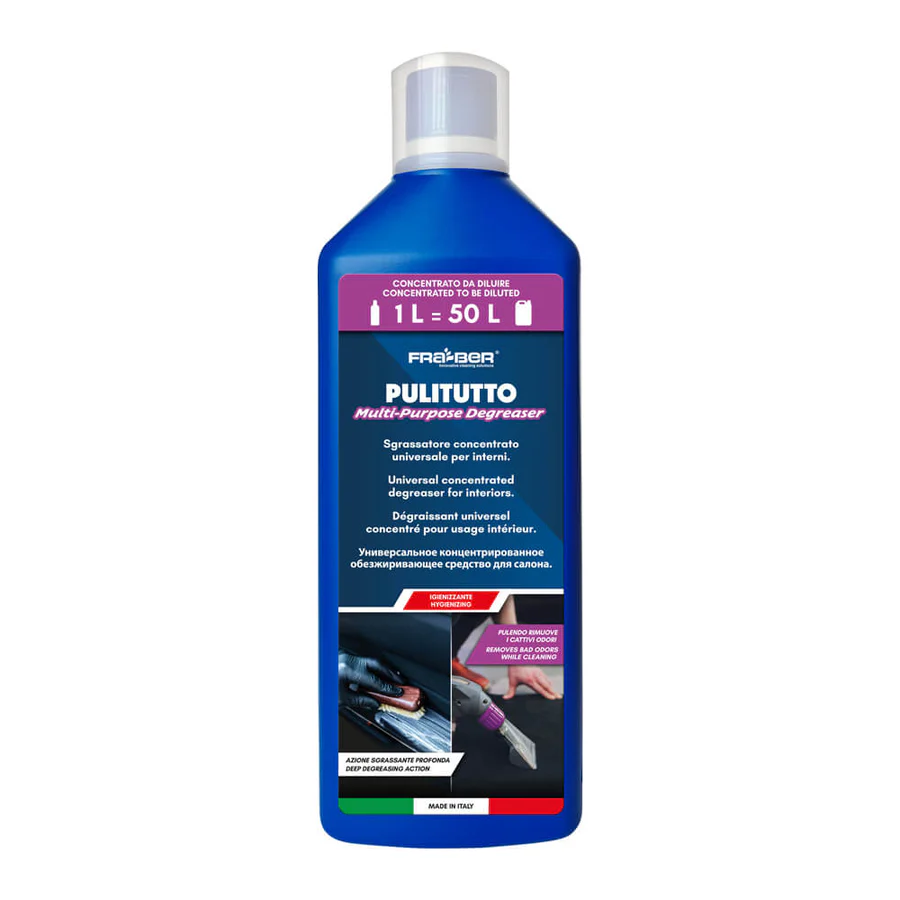 CONCENTRATO DA DILUIRE
CONCENTRATED TO BE DILUTED
1 L = 50 L
FRA-BER®
Innovative cleaning solutions
PULITUTTO
Multi-Purpose Degreaser
Sgrassatore concentrato
universale per interni.
Universal concentrated
degreaser for interiors.
Dégraissant universel
concentré pour usage intérieur.
Универсальное концентрированное
обезжиривающее средство для салона.
IGIENIZZANTE
HYGIENIZING
PULENDO RIMUOVE
I CATTIVI ODORI
REMOVES BAD ODORS
WHILE CLEANING
AZIONE SGRASSANTE PROFONDA
DEEP DEGREASING ACTION
MADE IN ITALY